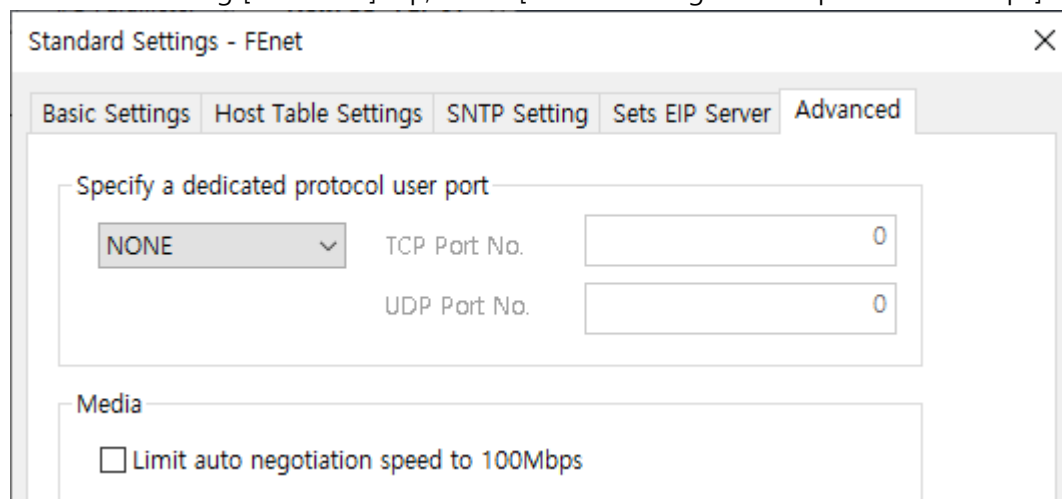 Standard Settings - FEnet
Basic Settings Host Table Settings SNTP Setting Sets EIP Server Advanced
Specify a dedicated protocol user port
NONE TCP Port No. 0
UDP Port No. 0
Media
Limit auto negotiation speed to 100Mbps